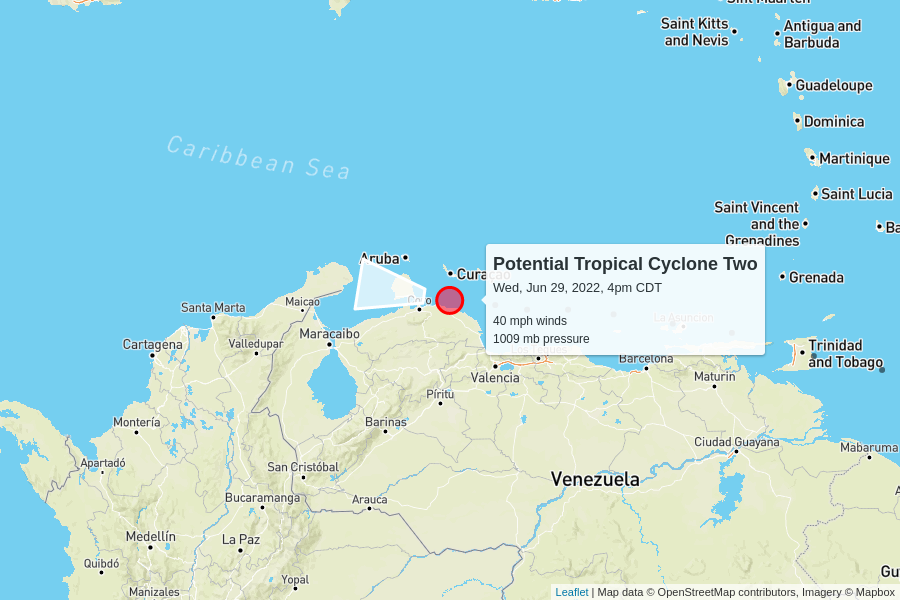 Sint Maarten
Saint Kitts
and Nevis
Antigua and
Barbuda
Guadeloupe
Dominica
Caribbean Sea
Martinique
Saint Lucia
Saint Vincent
and the
Grenadines
Ba
Aruba
Curacao
Grenada
Potential Tropical Cyclone Two
Wed, Jun 29, 2022, 4pm CDT
40 mph winds
1009 mb pressure
La Asunción
Coro
Maicao
Santa Marta
Maracaibo
Cartagena
Valledupar
Barcelona
Trinidad
and Tobago
Valencia
Maturin
Píritu
Barinas
Montería
Ciudad Guayana
Mabaruma
Apartadó
San Cristóbal
Venezuela
Bucaramanga
Arauca
Medellín
La Paz
Quibdó
Yopal
Manizales
Gu
Leaflet | Map data © OpenStreetMap contributors, Imagery © Mapbox